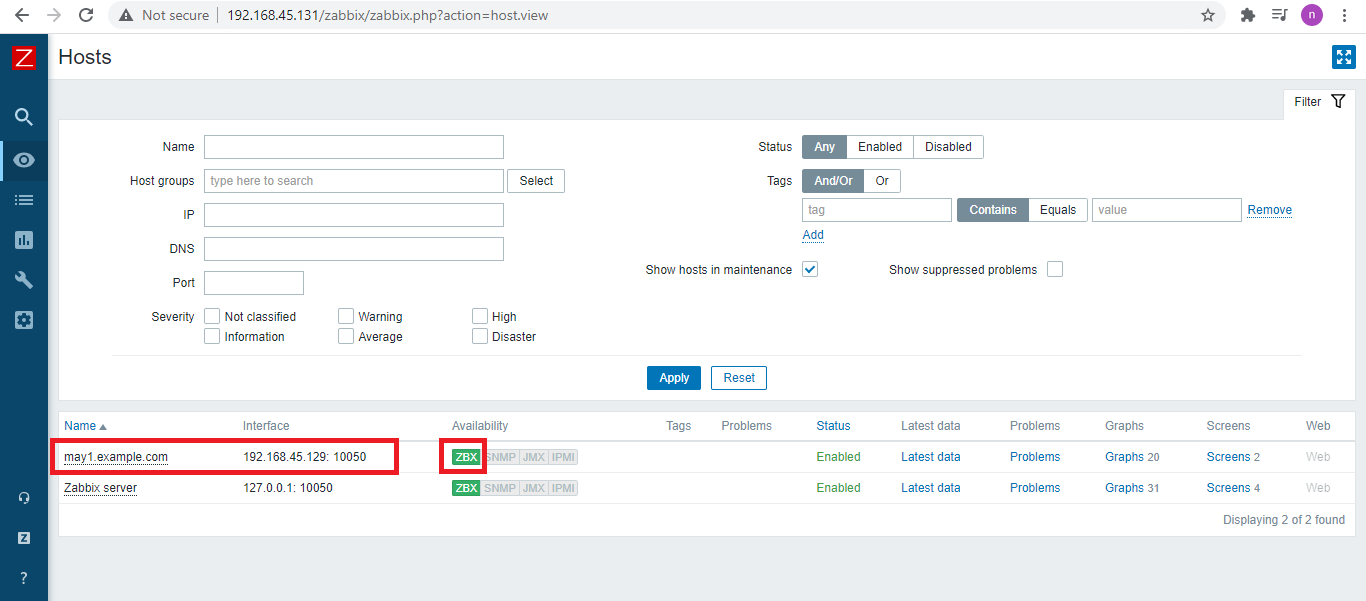 Not secure | 192.168.45.131/zabbix/zabbix.php?action=host.view n
Z Hosts
Filter
Name Status Any Enabled Disabled
Host groups type here to search Select Tags And/Or Or
IP tag Contains Equals value Remove
DNS Add
Port Show hosts in maintenance Show suppressed problems
Severity Not classified Warning High
Information Average Disaster
Apply Reset
Name Interface Availability Tags Problems Status Latest data Problems Graphs Screens Web
may1.example.com 192.168.45.129: 10050 ZBX SNMP JMX IPMI Enabled Latest data Problems Graphs 20 Screens 2 Web
Zabbix server 127.0.0.1: 10050 ZBX SNMP JMX IPMI Enabled Latest data Problems Graphs 31 Screens 4 Web
Displaying 2 of 2 found
Z
?